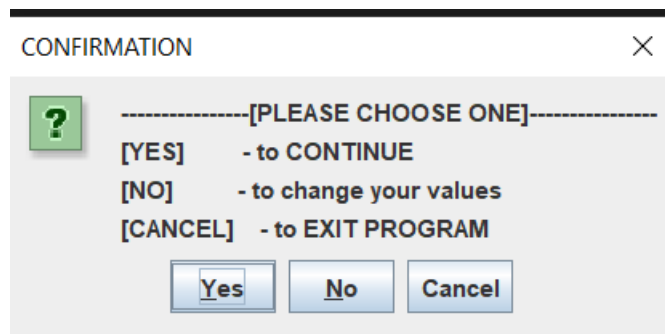 CONFIRMATION
----------------[PLEASE CHOOSE ONE]----------------
[YES] - to CONTINUE
[NO] - to change your values
[CANCEL] - to EXIT PROGRAM
Yes No Cancel